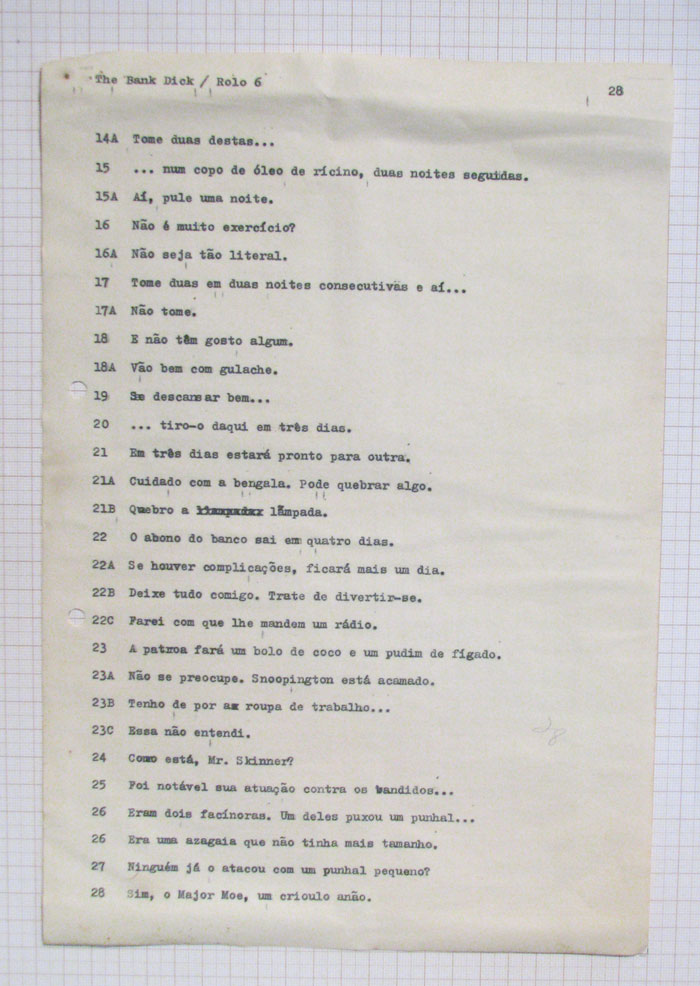 The Bank Dick / Rolo 6
28
14A Tome duas destas...
15 ... num copo de óleo de rícino, duas noites seguidas.
15A Aí, pule uma noite.
16 Não é muito exercício?
16A Não seja tão literal.
17 Tome duas em duas noites consecutivas e aí...
17A Não tome.
18 E não têm gosto algum.
18A Vão bem com gulache.
19 Se descansar bem...
20 ... tiro-o daqui em três dias.
21 Em três dias estará pronto para outra.
21A Cuidado com a bengala. Pode quebrar algo.
21B Quebro a lâmpada.
22 O abono do banco sai em quatro dias.
22A Se houver complicações, ficará mais um dia.
22B Deixe tudo comigo. Trate de divertir-se.
22C Farei com que lhe mandem um rádio.
23 A patroa fará um bolo de coco e um pudim de fígado.
23A Não se preocupe. Snoopington está acamado.
23B Tenho de por a roupa de trabalho...
23C Essa não entendi.
24 Como está, Mr. Skinner?
25 Foi notável sua atuação contra os bandidos...
26 Eram dois facínoras. Um deles puxou um punhal...
26 Era uma azagaia que não tinha mais tamanho.
27 Ninguém já o atacou com um punhal pequeno?
28 Sim, o Major Moe, um crioulo anão.
28